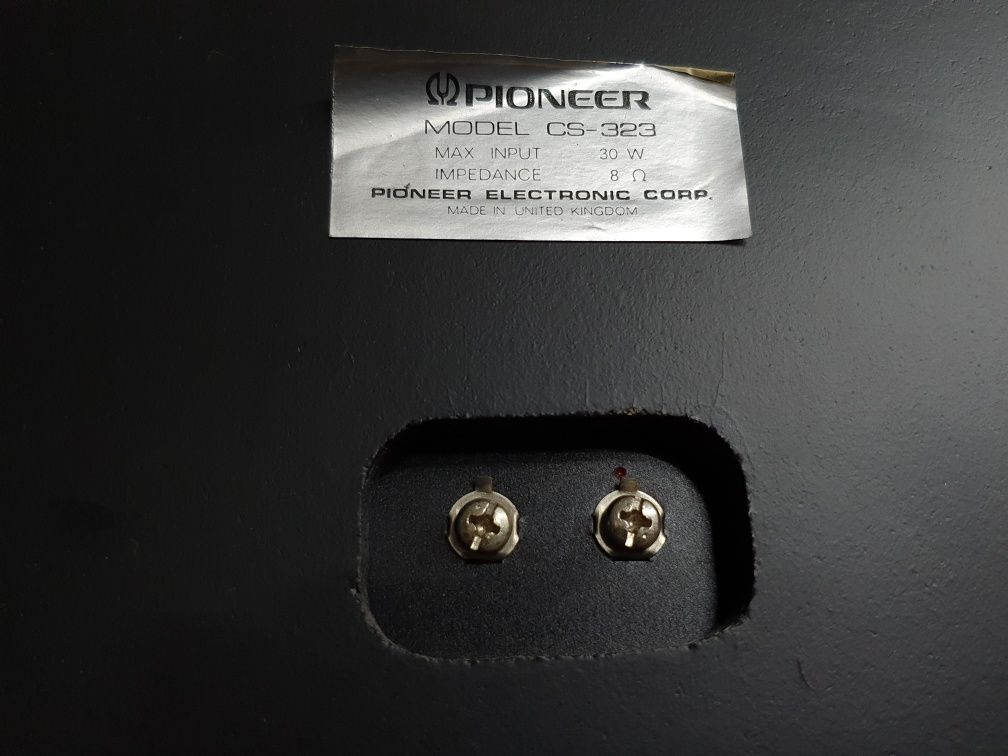 PIONEER
MODEL CS-323
MAX INPUT 30 W.
IMPEDANCE 8 Ω
PIONEER ELECTRONIC CORP.
MADE IN UNITED KINGDOM